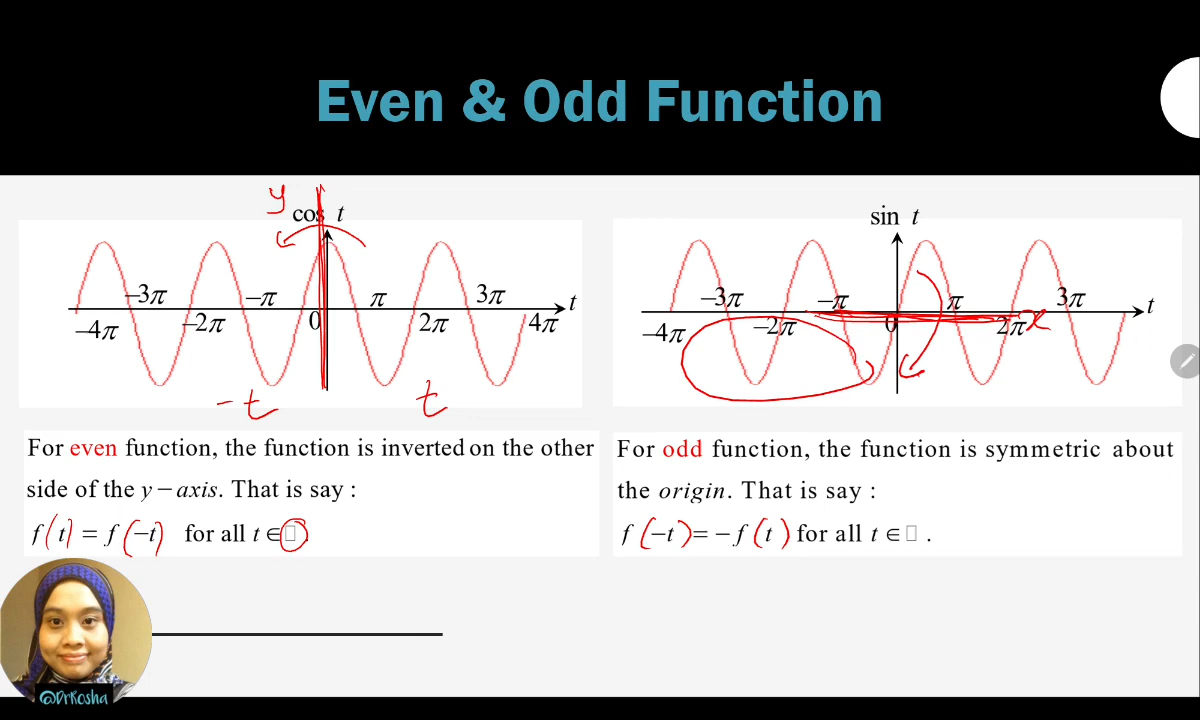 Even & Odd Function
y
cos t
−3π −π π 3π t
−4π −2π 0 2π 4π
-t t
For even function, the function is inverted on the other
side of the y−axis. That is say :
f(t) = f(−t) for all t ∈ □.
sin t
−3π −π π 3π t
−4π −2π 0 2π x
For odd function, the function is symmetric about
the origin. That is say :
f(−t) = −f(t) for all t ∈ □ .
@DrRosha